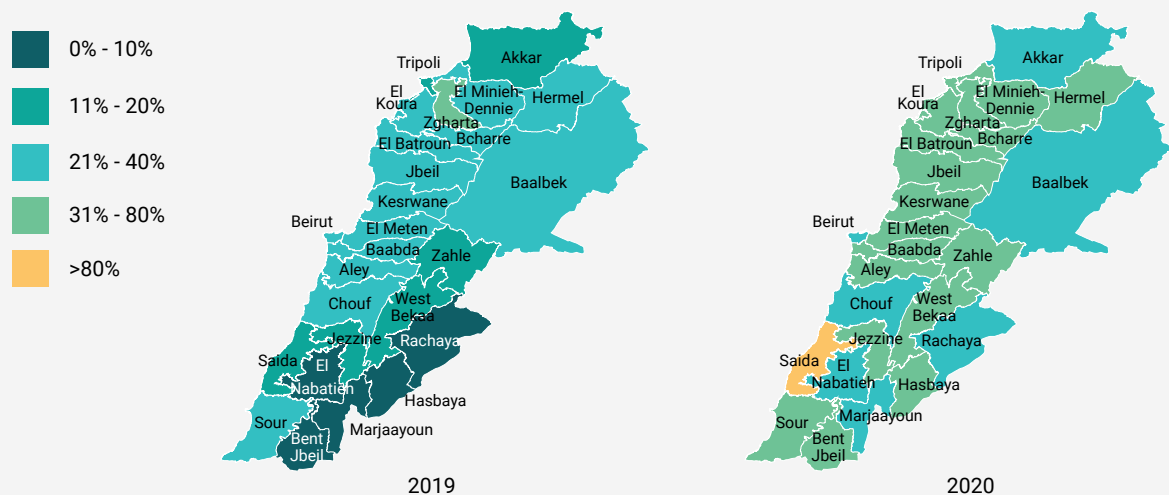 0% - 10%
11% - 20%
21% - 40%
31% - 80%
>80%
Akkar
Tripoli
El
Koura
El Minieh-
Dennie
Hermel
Zgharta
Bcharre
El Batroun
Jbeil
Baalbek
Kesrwane
Beirut
El Meten
Baabda
Zahle
Aley
West
Bekaa
Chouf
Jezzine
Rachaya
Saida
El
Nabatieh
Hasbaya
Sour
Marjaayoun
Bent
Jbeil
2019
Akkar
Tripoli
El
Koura
El Minieh-
Dennie
Hermel
Zgharta
Bcharre
El Batroun
Jbeil
Baalbek
Kesrwane
Beirut
El Meten
Baabda
Zahle
Aley
West
Bekaa
Chouf
Jezzine
Rachaya
Saida
El
Nabatieh
Hasbaya
Marjaayoun
Sour
Bent
Jbeil
2020